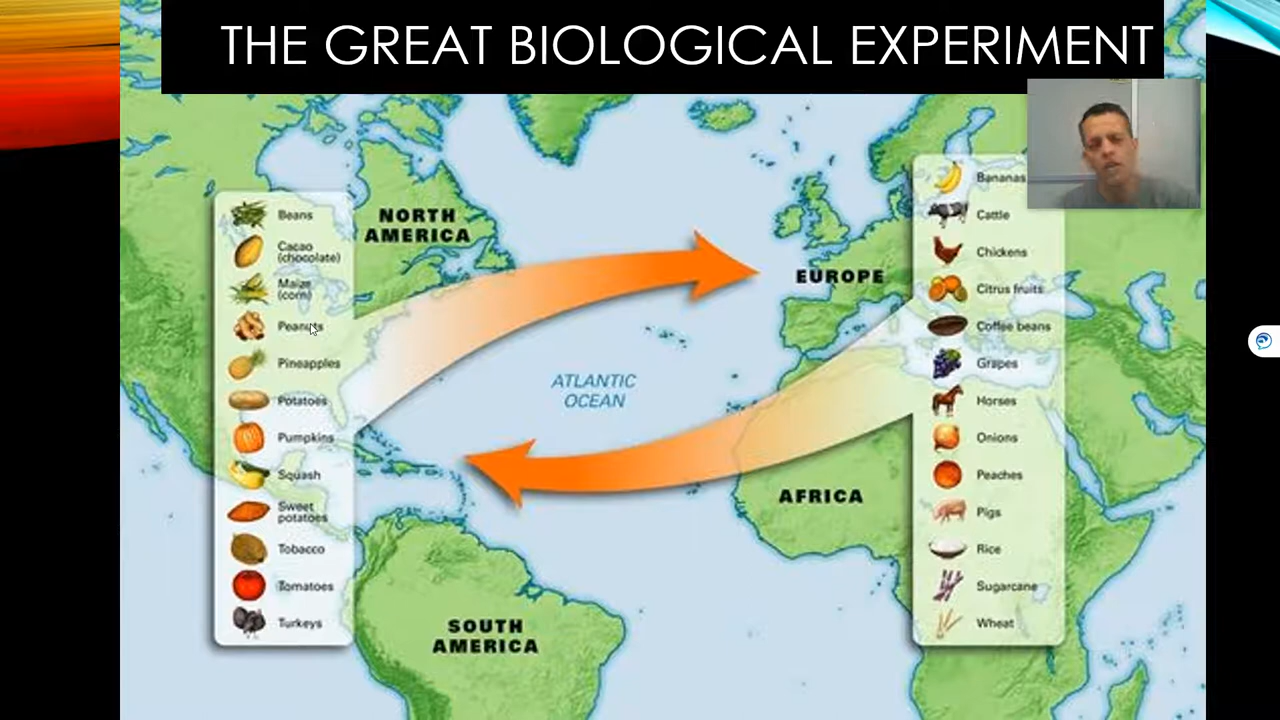 THE GREAT BIOLOGICAL EXPERIMENT
Beans
Cacao
(chocolate)
Maize
(corn)
Peanuts
Pineapples
Potatoes
Pumpkins
Squash
Sweet
potatoes
Tobacco
Tomatoes
Turkeys
NORTH
AMERICA
ATLANTIC
OCEAN
SOUTH
AMERICA
EUROPE
AFRICA
Bananas
Cattle
Chickens
Citrus fruits
Coffee beans
Grapes
Horses
Onions
Peaches
Pigs
Rice
Sugarcane
Wheat